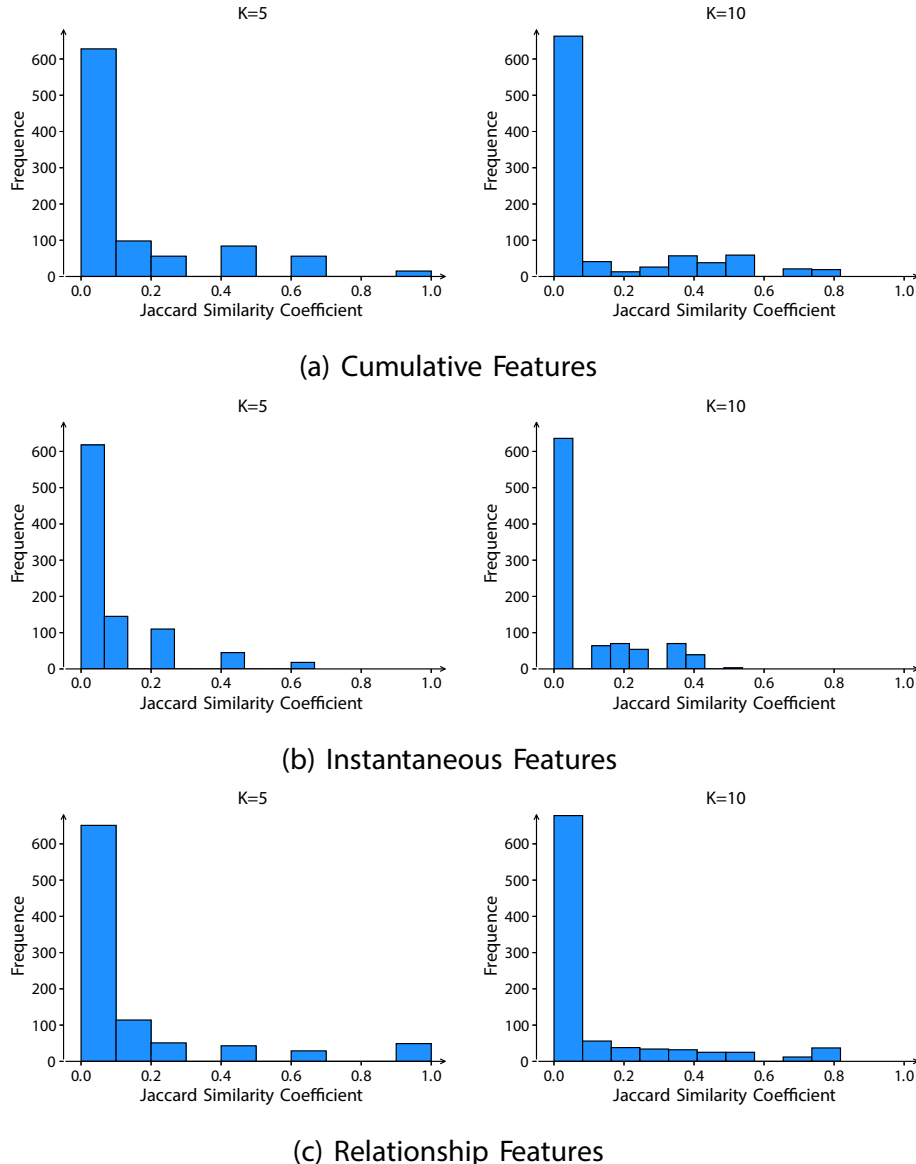 K=5
K=10
600
500
400
300
200
100
0
Frequence
0.0 0.2 0.4 0.6 0.8 1.0
Jaccard Similarity Coefficient
600
500
400
300
200
100
0
Frequence
0.0 0.2 0.4 0.6 0.8 1.0
Jaccard Similarity Coefficient
(a) Cumulative Features
K=5
K=10
600
500
400
300
200
100
0
Frequence
0.0 0.2 0.4 0.6 0.8 1.0
Jaccard Similarity Coefficient
600
500
400
300
200
100
0
Frequence
0.0 0.2 0.4 0.6 0.8 1.0
Jaccard Similarity Coefficient
(b) Instantaneous Features
K=5
K=10
600
500
400
300
200
100
0
Frequence
0.0 0.2 0.4 0.6 0.8 1.0
Jaccard Similarity Coefficient
600
500
400
300
200
100
0
Frequence
0.0 0.2 0.4 0.6 0.8 1.0
Jaccard Similarity Coefficient
(c) Relationship Features